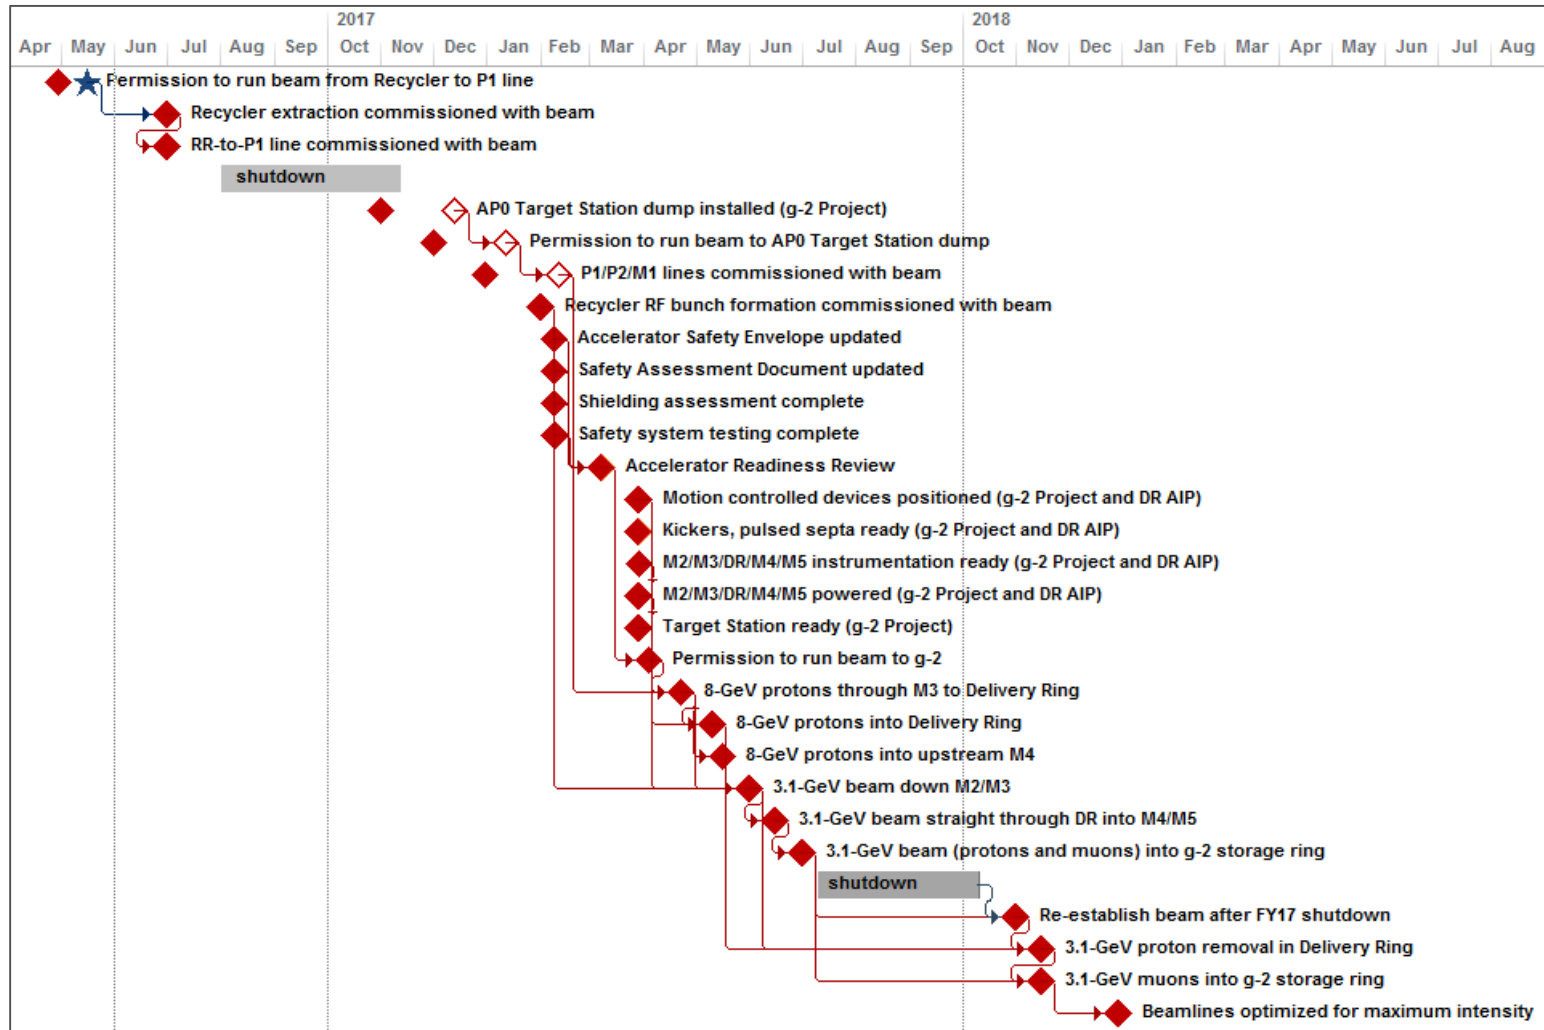 2017 2018
Apr May Jun Jul Aug Sep Oct Nov Dec Jan Feb Mar Apr May Jun Jul Aug Sep Oct Nov Dec Jan Feb Mar Apr May Jun Jul Aug
Permission to run beam from Recycler to P1 line
Recycler extraction commissioned with beam
RR-to-P1 line commissioned with beam
shutdown
AP0 Target Station dump installed (g-2 Project)
Permission to run beam to AP0 Target Station dump
P1/P2/M1 lines commissioned with beam
Recycler RF bunch formation commissioned with beam
Accelerator Safety Envelope updated
Safety Assessment Document updated
Shielding assessment complete
Safety system testing complete
Accelerator Readiness Review
Motion controlled devices positioned (g-2 Project and DR AIP)
Kickers, pulsed septa ready (g-2 Project and DR AIP)
M2/M3/DR/M4/M5 instrumentation ready (g-2 Project and DR AIP)
M2/M3/DR/M4/M5 powered (g-2 Project and DR AIP)
Target Station ready (g-2 Project)
Permission to run beam to g-2
8-GeV protons through M3 to Delivery Ring
8-GeV protons into Delivery Ring
8-GeV protons into upstream M4
3.1-GeV beam down M2/M3
3.1-GeV beam straight through DR into M4/M5
3.1-GeV beam (protons and muons) into g-2 storage ring
shutdown
Re-establish beam after FY17 shutdown
3.1-GeV proton removal in Delivery Ring
3.1-GeV muons into g-2 storage ring
Beamlines optimized for maximum intensity